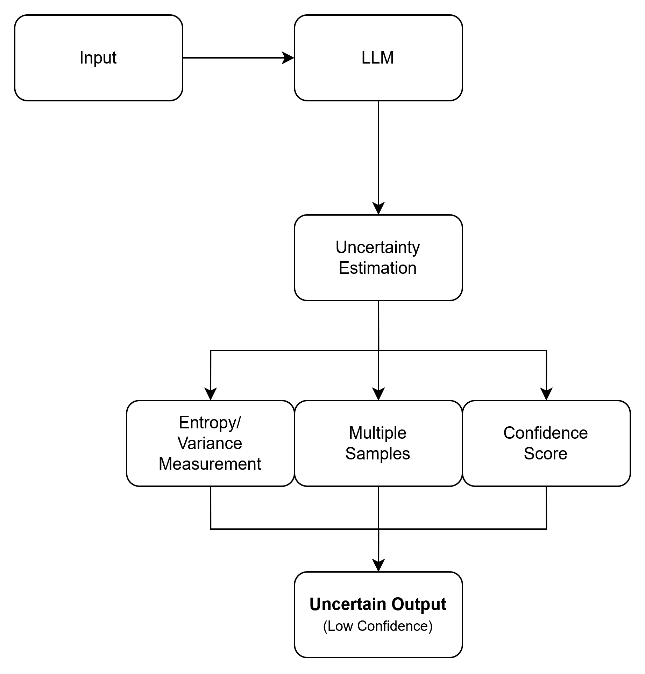 Input
LLM
Uncertainty
Estimation
Entropy/
Variance
Measurement
Multiple
Samples
Confidence
Score
Uncertain Output
(Low Confidence)